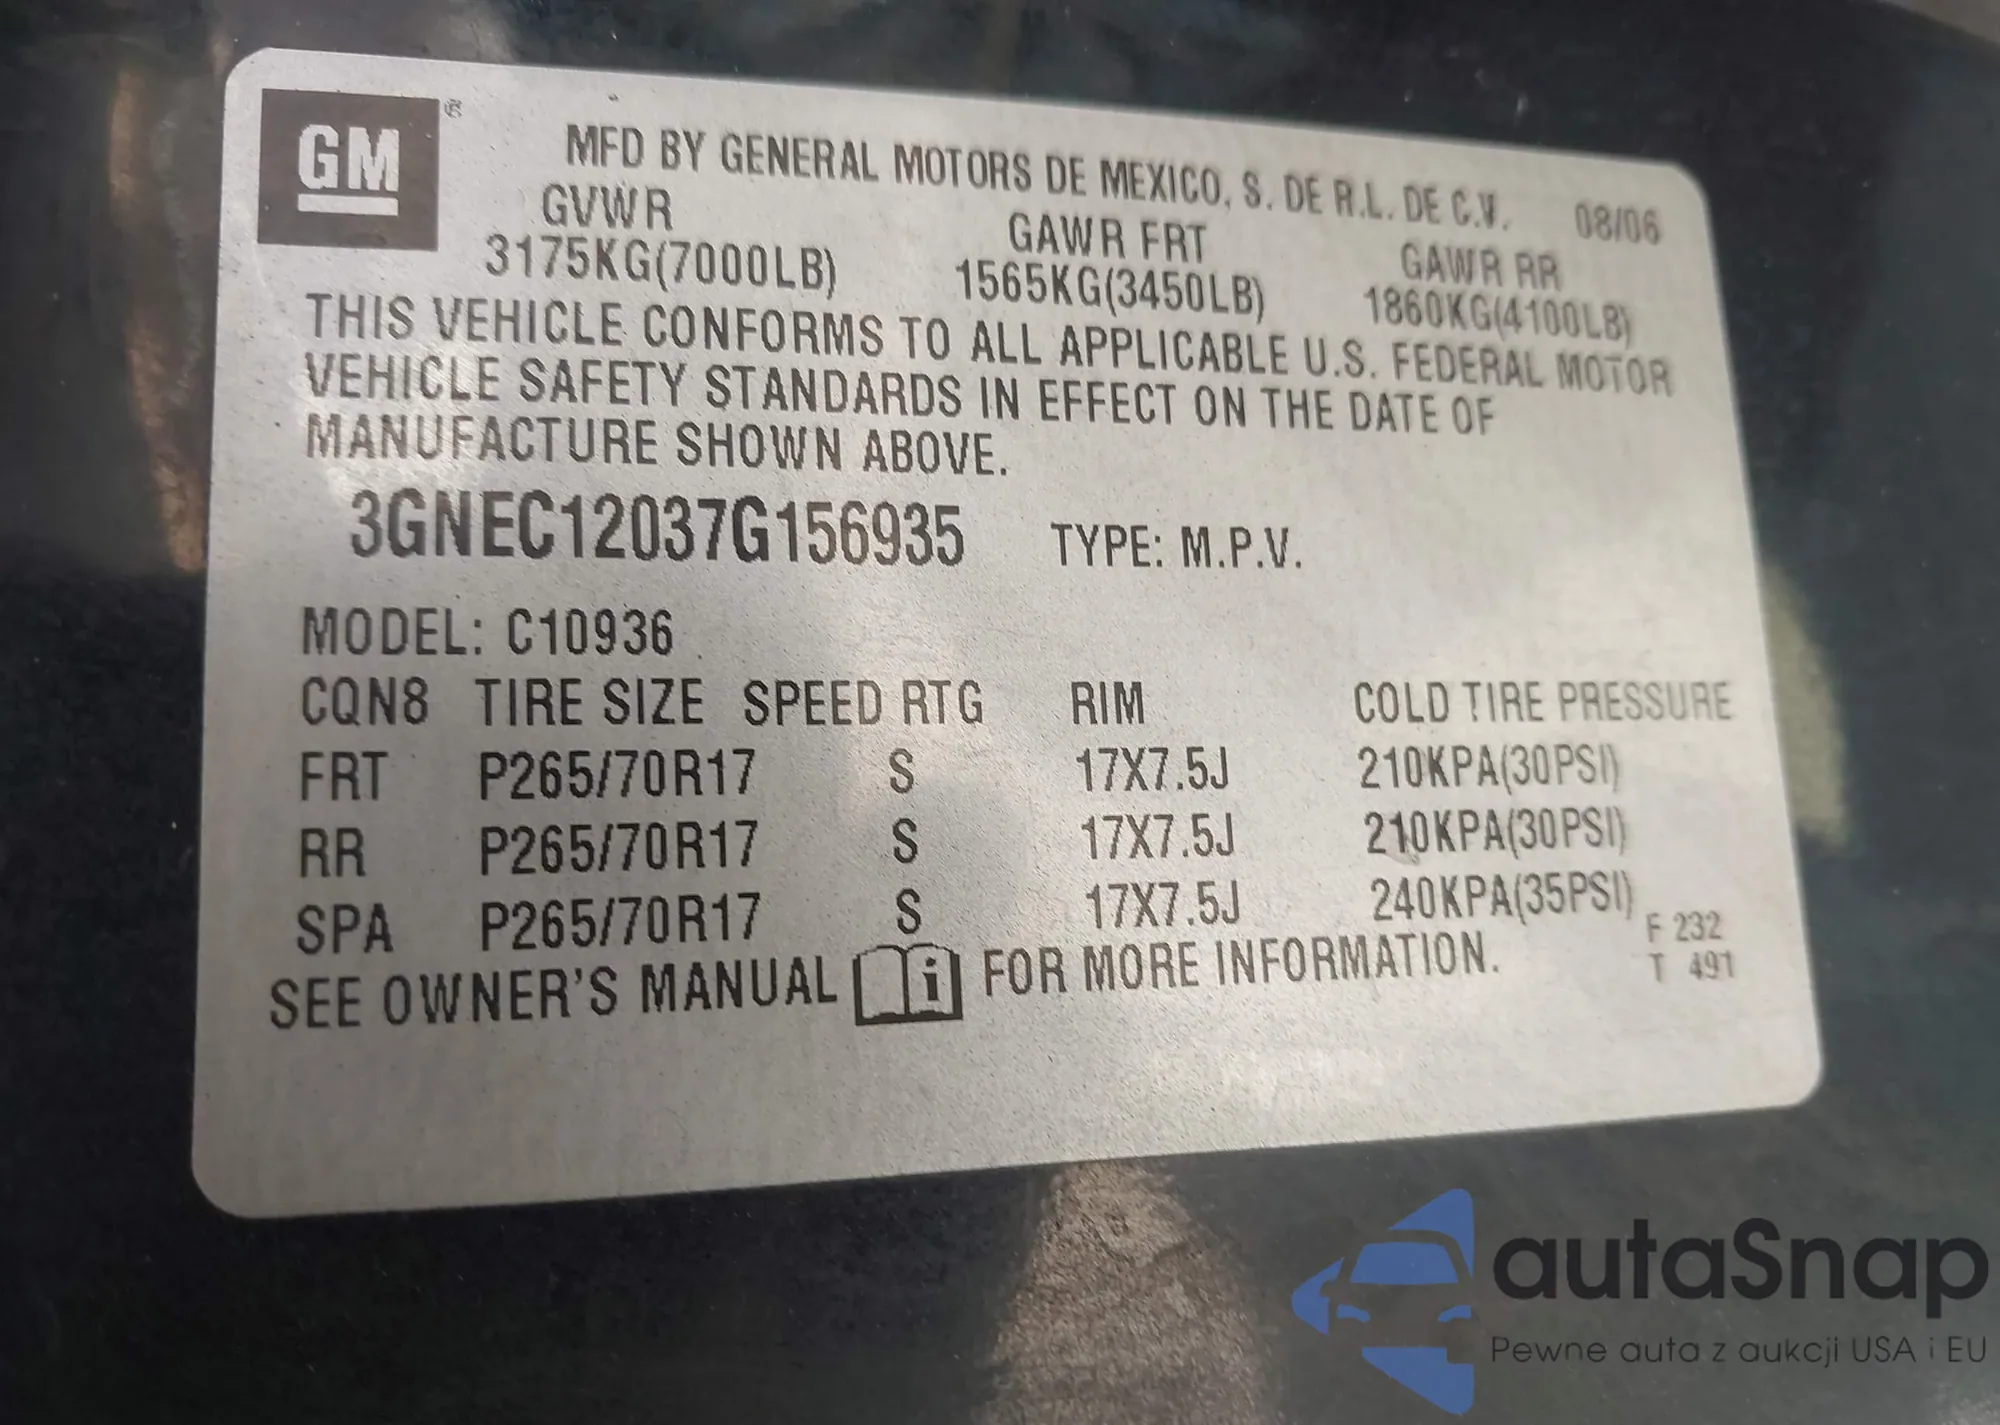 GM ®
MFD BY GENERAL MOTORS DE MEXICO, S. DE R.L. DE C.V. 08/06
GVWR GAWR FRT GAWR RR
3175KG(7000LB) 1565KG(3450LB) 1860KG(4100LB)
THIS VEHICLE CONFORMS TO ALL APPLICABLE U.S. FEDERAL MOTOR
VEHICLE SAFETY STANDARDS IN EFFECT ON THE DATE OF
MANUFACTURE SHOWN ABOVE.
3GNEC12037G156935 TYPE: M.P.V.
MODEL: C10936
CQN8 TIRE SIZE SPEED RTG RIM COLD TIRE PRESSURE
FRT P265/70R17 S 17X7.5J 210KPA(30PSI)
RR P265/70R17 S 17X7.5J 210KPA(30PSI)
SPA P265/70R17 S 17X7.5J 240KPA(35PSI)
F 232
T 491
SEE OWNER'S MANUAL i FOR MORE INFORMATION.
autaSnap
Pewne auta z aukcji USA i EU